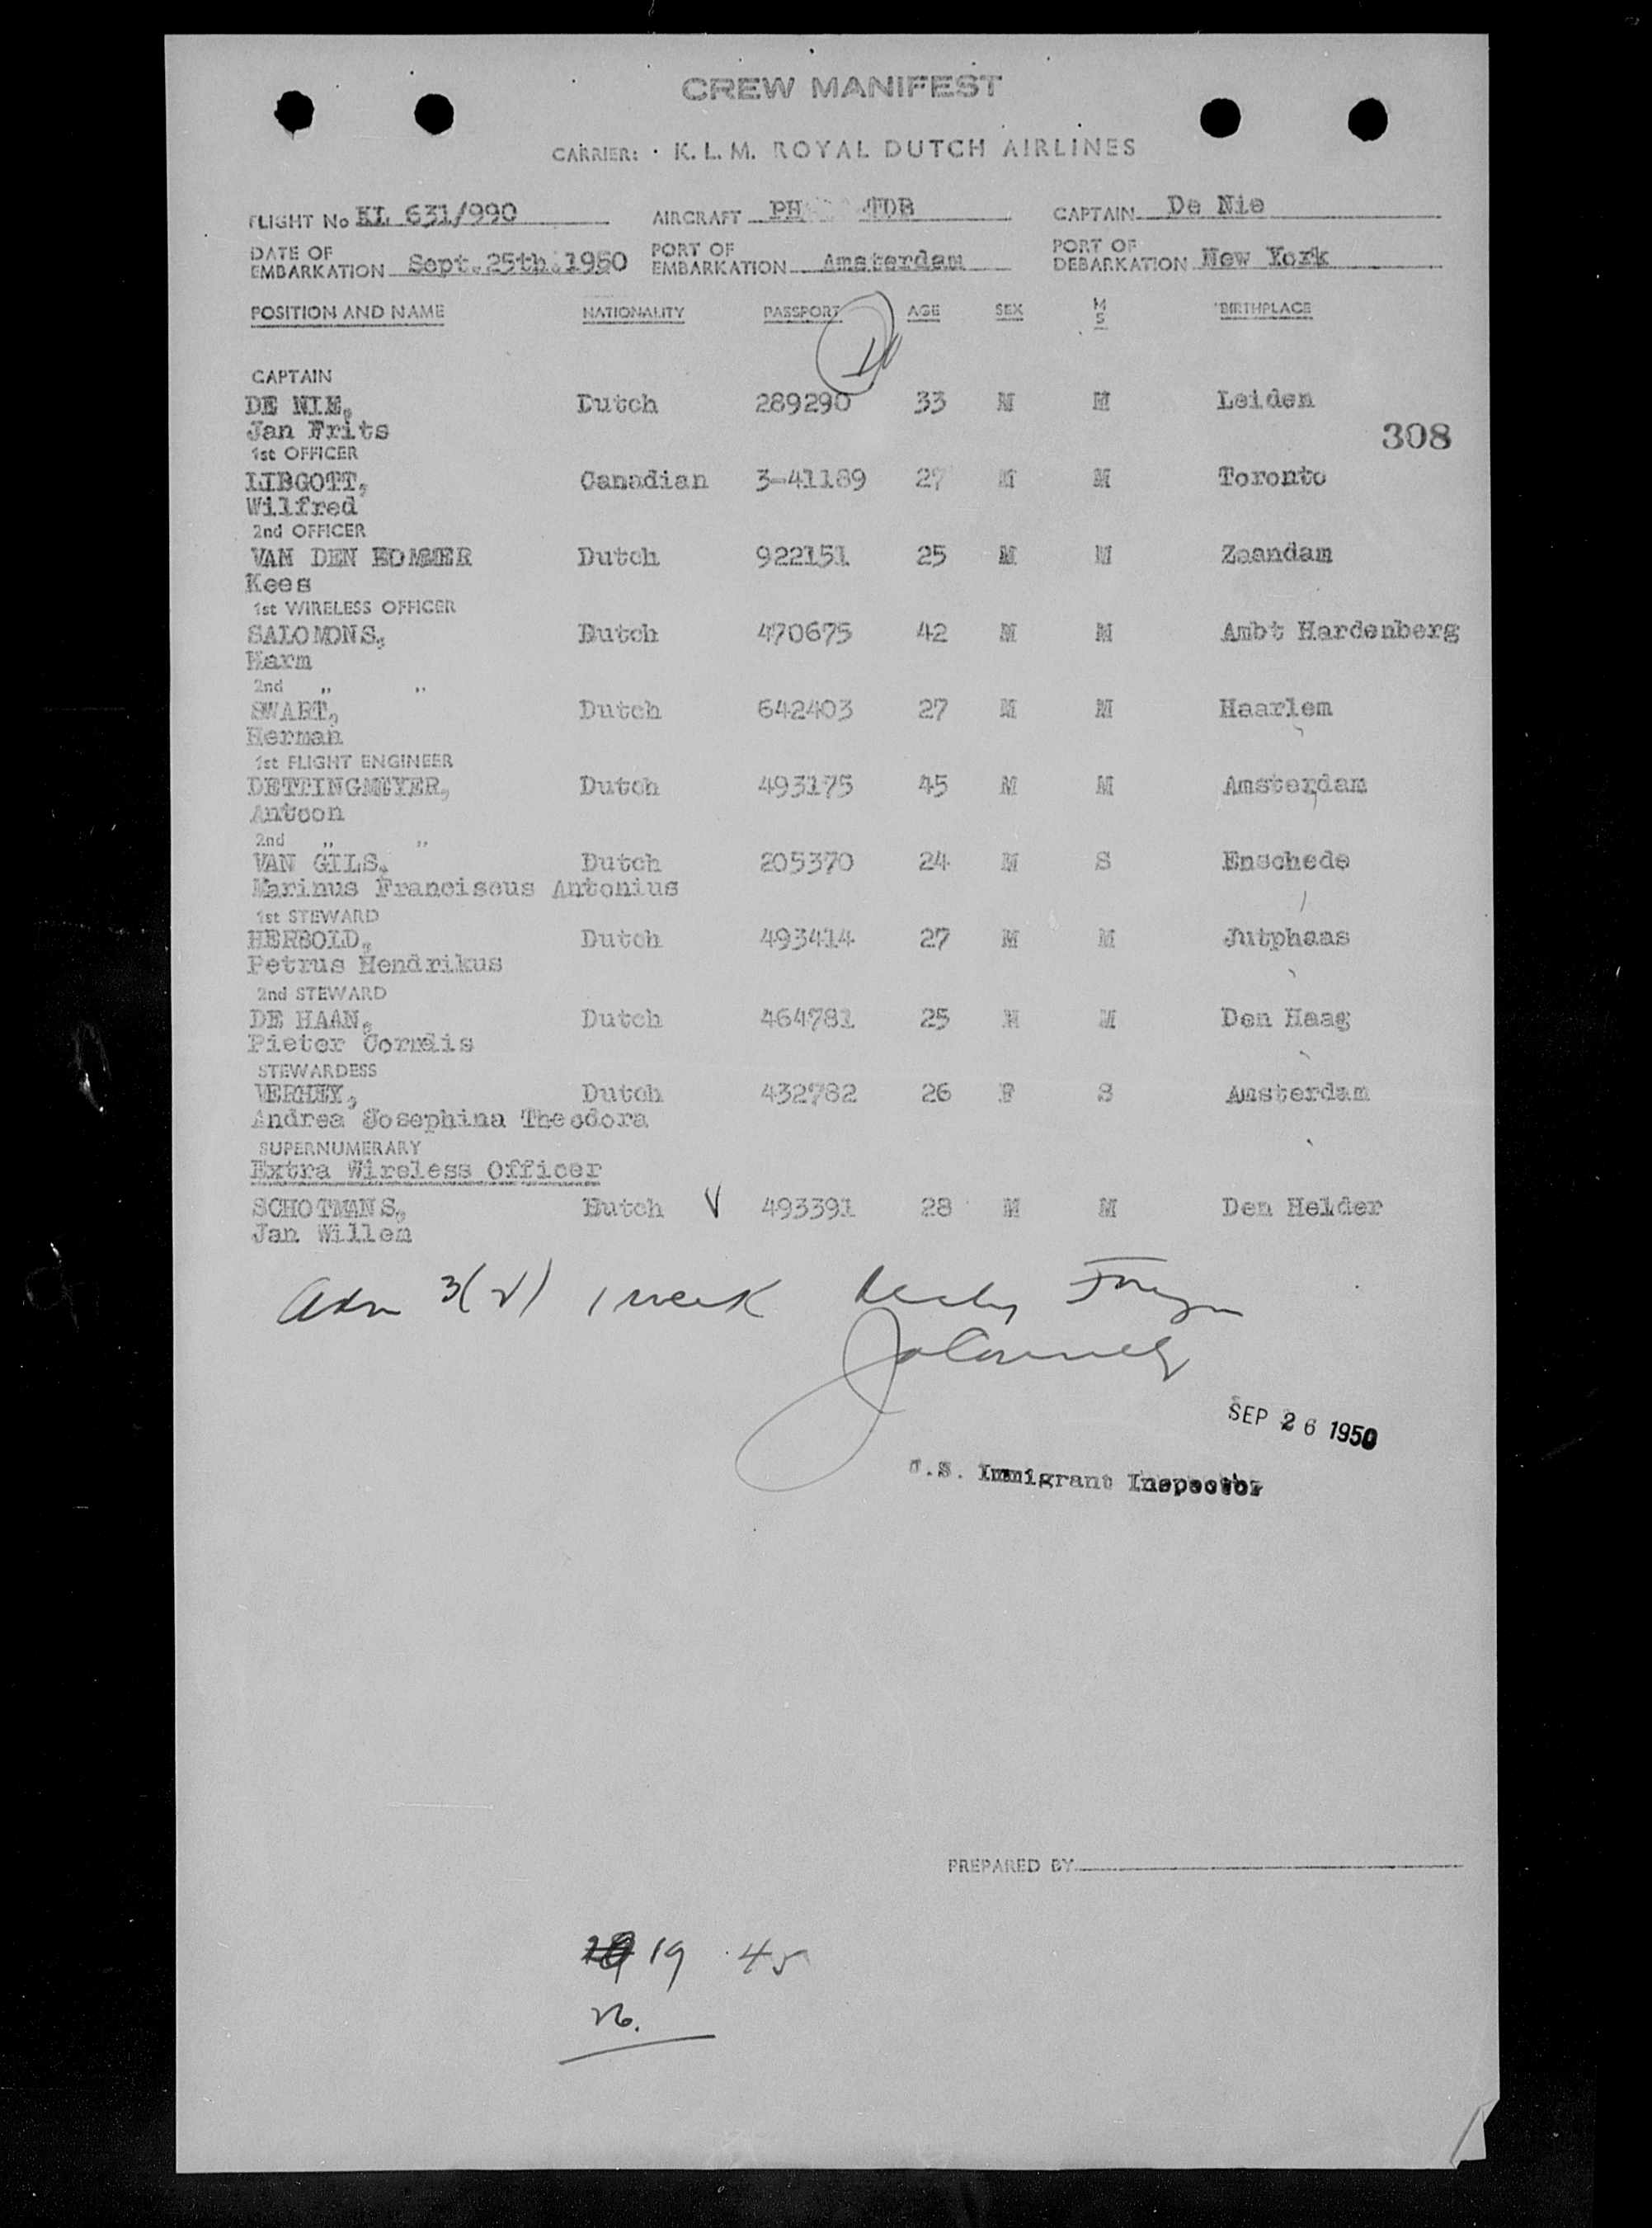 CREW MANIFEST
CARRIER: K. L. M. ROYAL DUTCH AIRLINES
FLIGHT No KL 631/990 AIRCRAFT PH TDB CAPTAIN De Nie
DATE OF EMBARKATION Sept.25th.1950 PORT OF EMBARKATION Amsterdam PORT OF DEBARKATION New York
POSITION AND NAME NATIONALITY PASSPORT AGE SEX M S BIRTHPLACE
CAPTAIN
DE NIE, Dutch 289290 33 M M Leiden
Jan Frits
308
1st OFFICER
LIBGOTT, Canadian 3-41189 27 M M Toronto
Wilfred
2nd OFFICER
VAN DEN HOMMER Dutch 922151 25 M M Zaandam
Kees
1st WIRELESS OFFICER
SALOMONS, Dutch 470675 42 M M Ambt Hardenberg
Harm
2nd " "
SWART, Dutch 642403 27 M M Haarlem
Herman
1st FLIGHT ENGINEER
DETTINGMEYER, Dutch 493175 45 M M Amsterdam
Antoon
2nd " "
VAN GILS, Dutch 205370 24 M S Enschede
Marinus Franciscus Antonius
1st STEWARD
HERBOLD, Dutch 493414 27 M M Jutphaas
Petrus Hendrikus
2nd STEWARD
DE HAAN, Dutch 464781 25 M M Den Haag
Pieter Cornelis
STEWARDESS
VERHEY, Dutch 432782 26 F S Amsterdam
Andrea Josephina Theodora
SUPERNUMERARY
Extra Wireless Officer
SCHOTMANS, Dutch V 493391 28 M M Den Helder
Jan Willem
Adm 3( ) 1 week
SEP 26 1950
U.S. Immigrant Inspector
PREPARED BY
19 45
26.